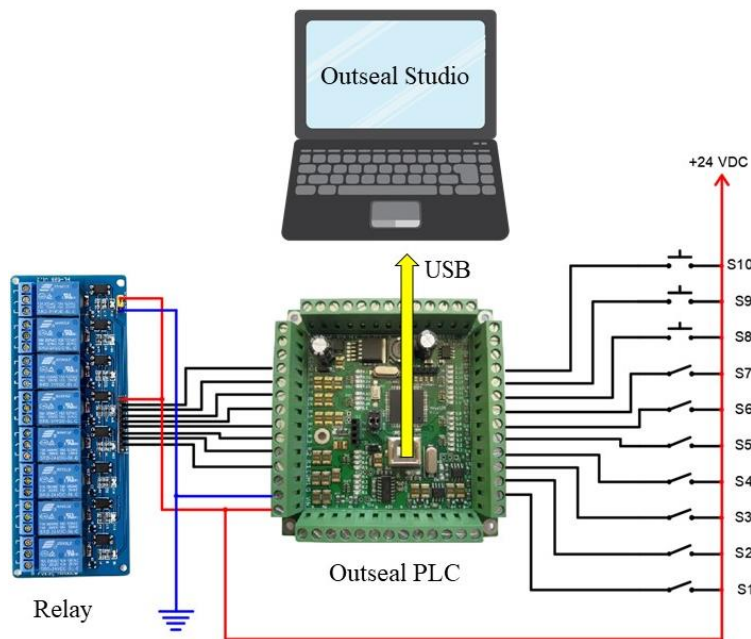 Outseal Studio
+24 VDC
USB
S10
S9
S8
S7
S6
S5
S4
S3
S2
S1
Outseal PLC
Relay